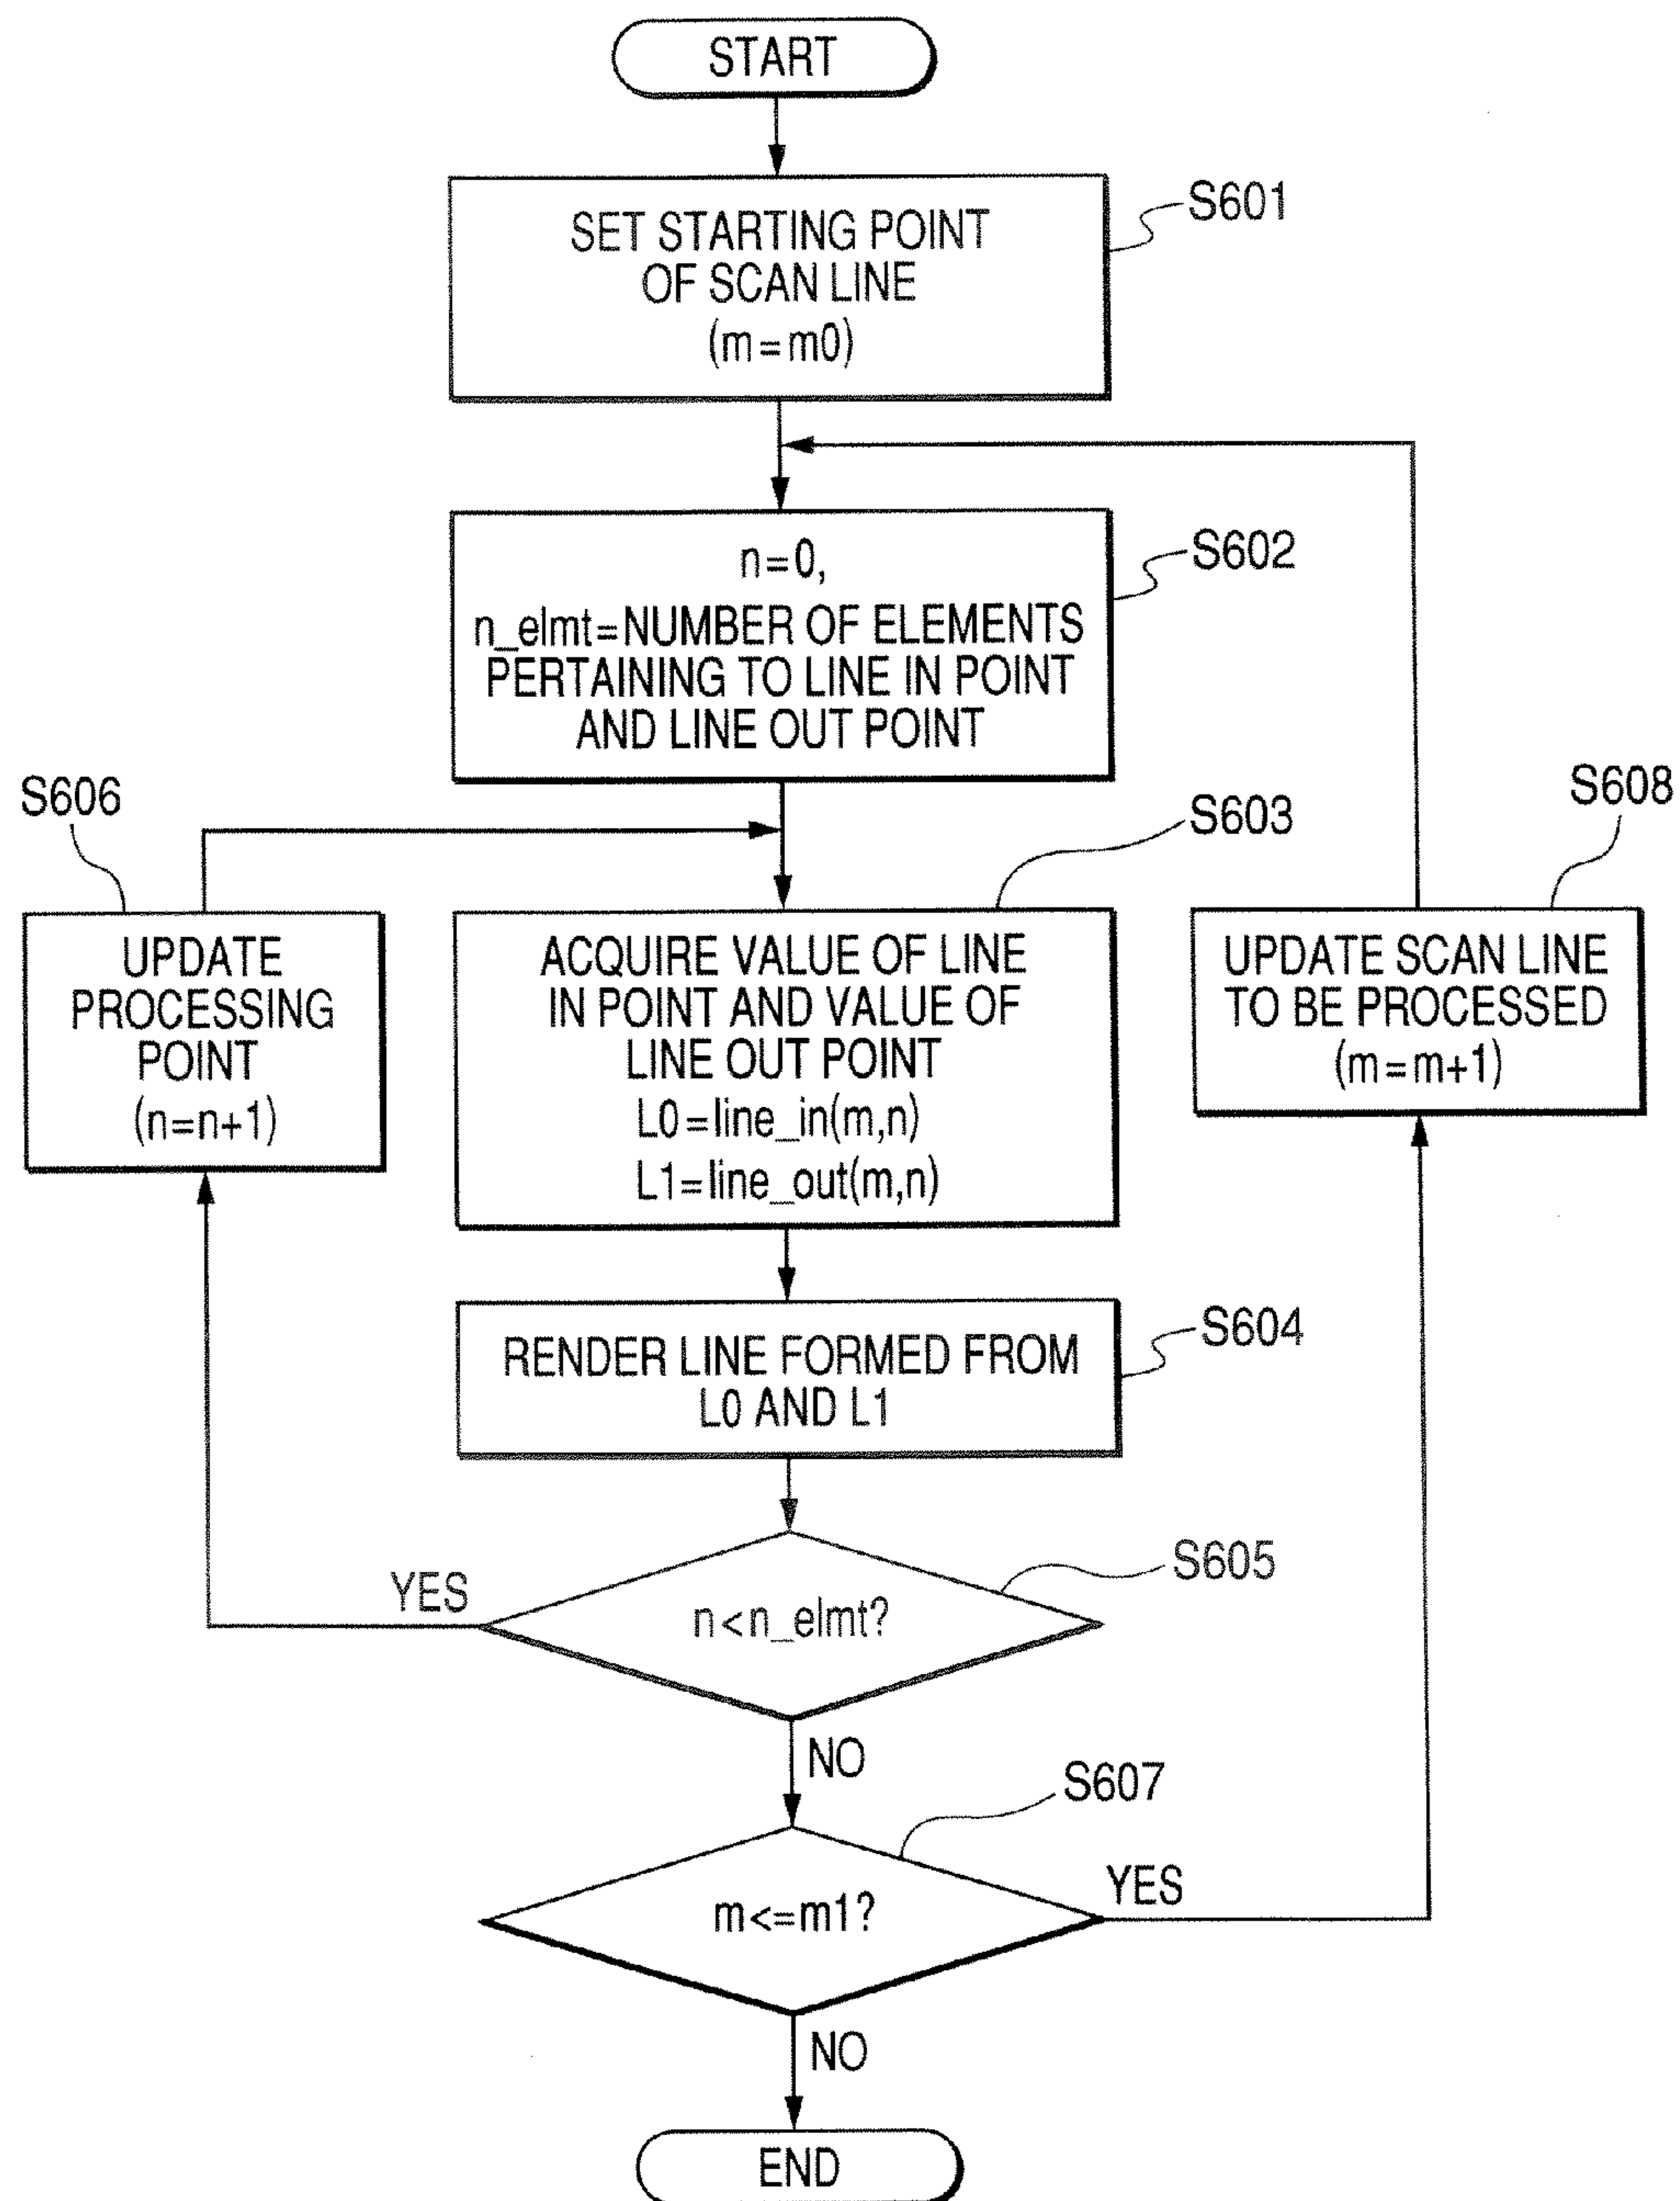 START
SET STARTING POINT
OF SCAN LINE
(m=m0)
S601
n=0,
n_elmt=NUMBER OF ELEMENTS
PERTAINING TO LINE IN POINT
AND LINE OUT POINT
S602
S606
UPDATE
PROCESSING
POINT
(n=n+1)
S603
ACQUIRE VALUE OF LINE
IN POINT AND VALUE OF
LINE OUT POINT
L0=line_in(m,n)
L1=line_out(m,n)
S608
UPDATE SCAN LINE
TO BE PROCESSED
(m=m+1)
RENDER LINE FORMED FROM
L0 AND L1
S604
YES
n<n_elmt?
S605
NO
S607
m<=m1?
YES
NO
END